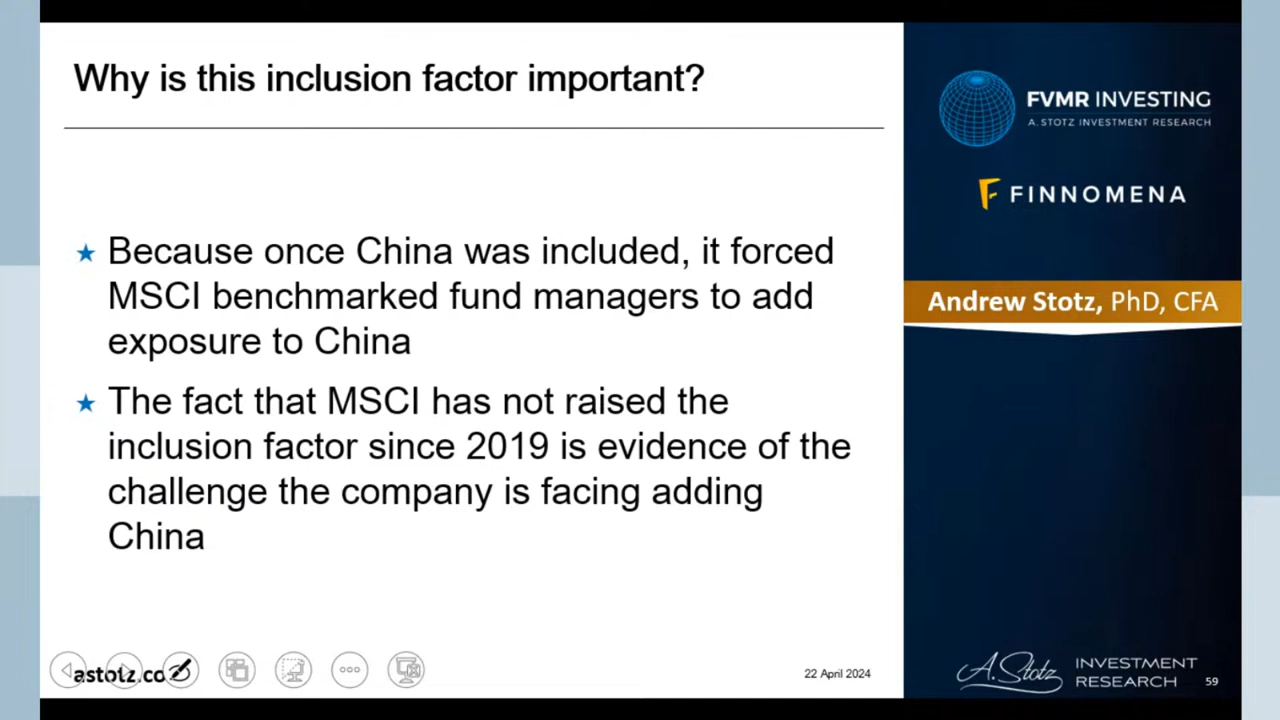 Why is this inclusion factor important?
Because once China was included, it forced
MSCI benchmarked fund managers to add
exposure to China
The fact that MSCI has not raised the
inclusion factor since 2019 is evidence of the
challenge the company is facing adding
China
astotz.co
22 April 2024
FVMR INVESTING
A. STOTZ INVESTMENT RESEARCH
FINNOMENA
Andrew Stotz, PhD, CFA
A. Stotz INVESTMENT
RESEARCH
59